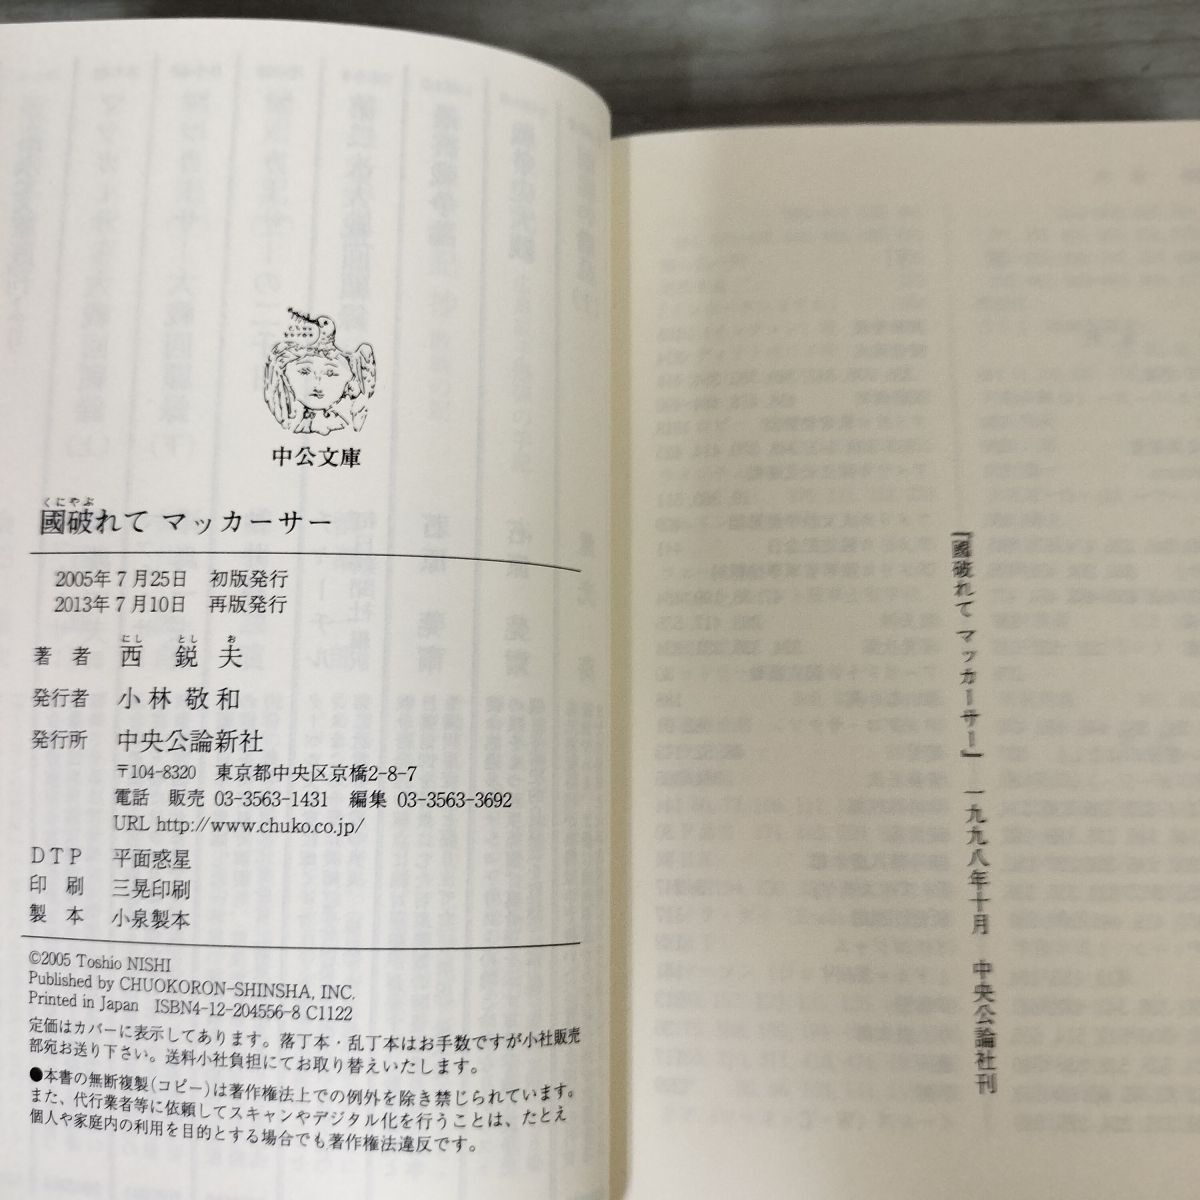 中公文庫
くにやぶ
國破れて マッカーサー
2005年7月25日 初版発行
2013年7月10日 再版発行
にし とし お
著者 西 鋭夫
発行者 小林敬和
発行所 中央公論新社
〒104-8320 東京都中央区京橋2-8-7
電話 販売 03-3563-1431 編集 03-3563-3692
URL http://www.chuko.co.jp/
DTP 平面惑星
印刷 三晃印刷
製本 小泉製本
©2005 Toshio NISHI
Published by CHUOKORON-SHINSHA, INC.
Printed in Japan ISBN4-12-204556-8 C1122
定価はカバーに表示してあります。落丁本・乱丁本はお手数ですが小社販売
部宛お送り下さい。送料小社負担にてお取り替えいたします。
●本書の無断複製(コピー)は著作権法上での例外を除き禁じられています。
また、代行業者等に依頼してスキャンやデジタル化を行うことは、たとえ
個人や家庭内の利用を目的とする場合でも著作権法違反です。
『國破れて マッカーサー』 一九九八年十月 中央公論社刊